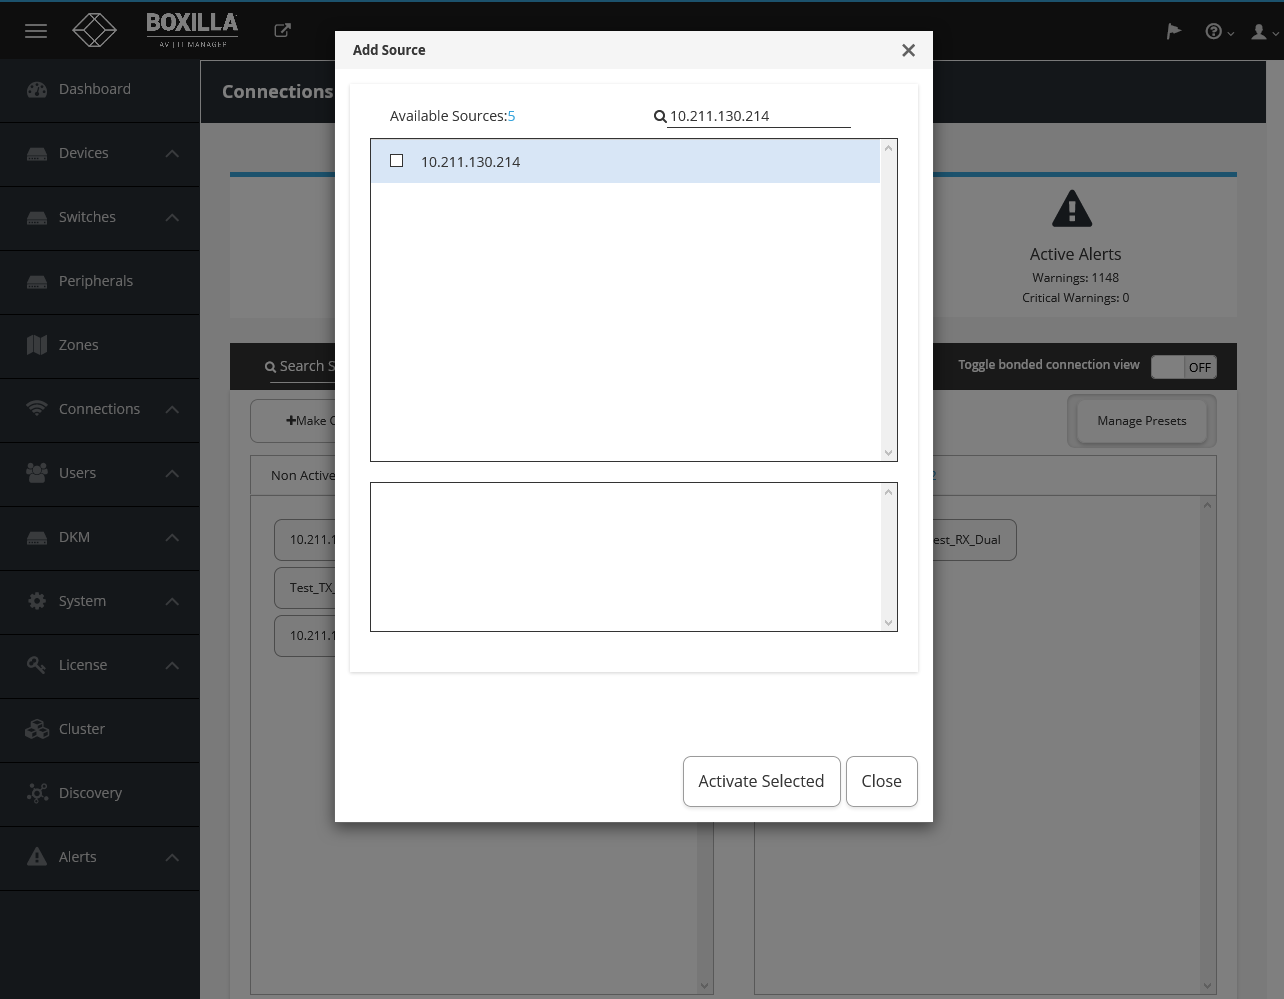 BOXILLA
AV | IT MANAGER
Dashboard
Devices
Switches
Peripherals
Zones
Connections
Users
DKM
System
License
Cluster
Discovery
Alerts
Connections
Search S
Make C
Non Active
10.211.1
Test_TX_
10.211.1
Add Source
Available Sources:5
10.211.130.214
10.211.130.214
Activate Selected
Close
Active Alerts
Warnings: 1148
Critical Warnings: 0
Toggle bonded connection view
OFF
Manage Presets
2
est_RX_Dual